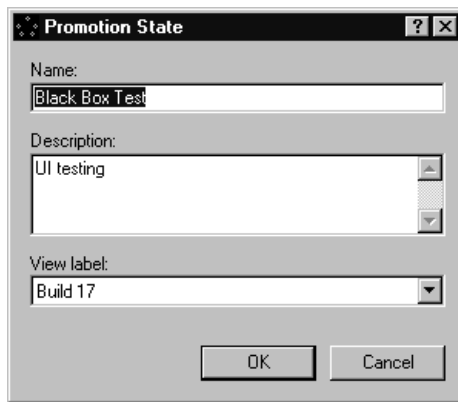 Promotion State
Name:
Black Box Test
Description:
UI testing
View label:
Build 17
OK Cancel